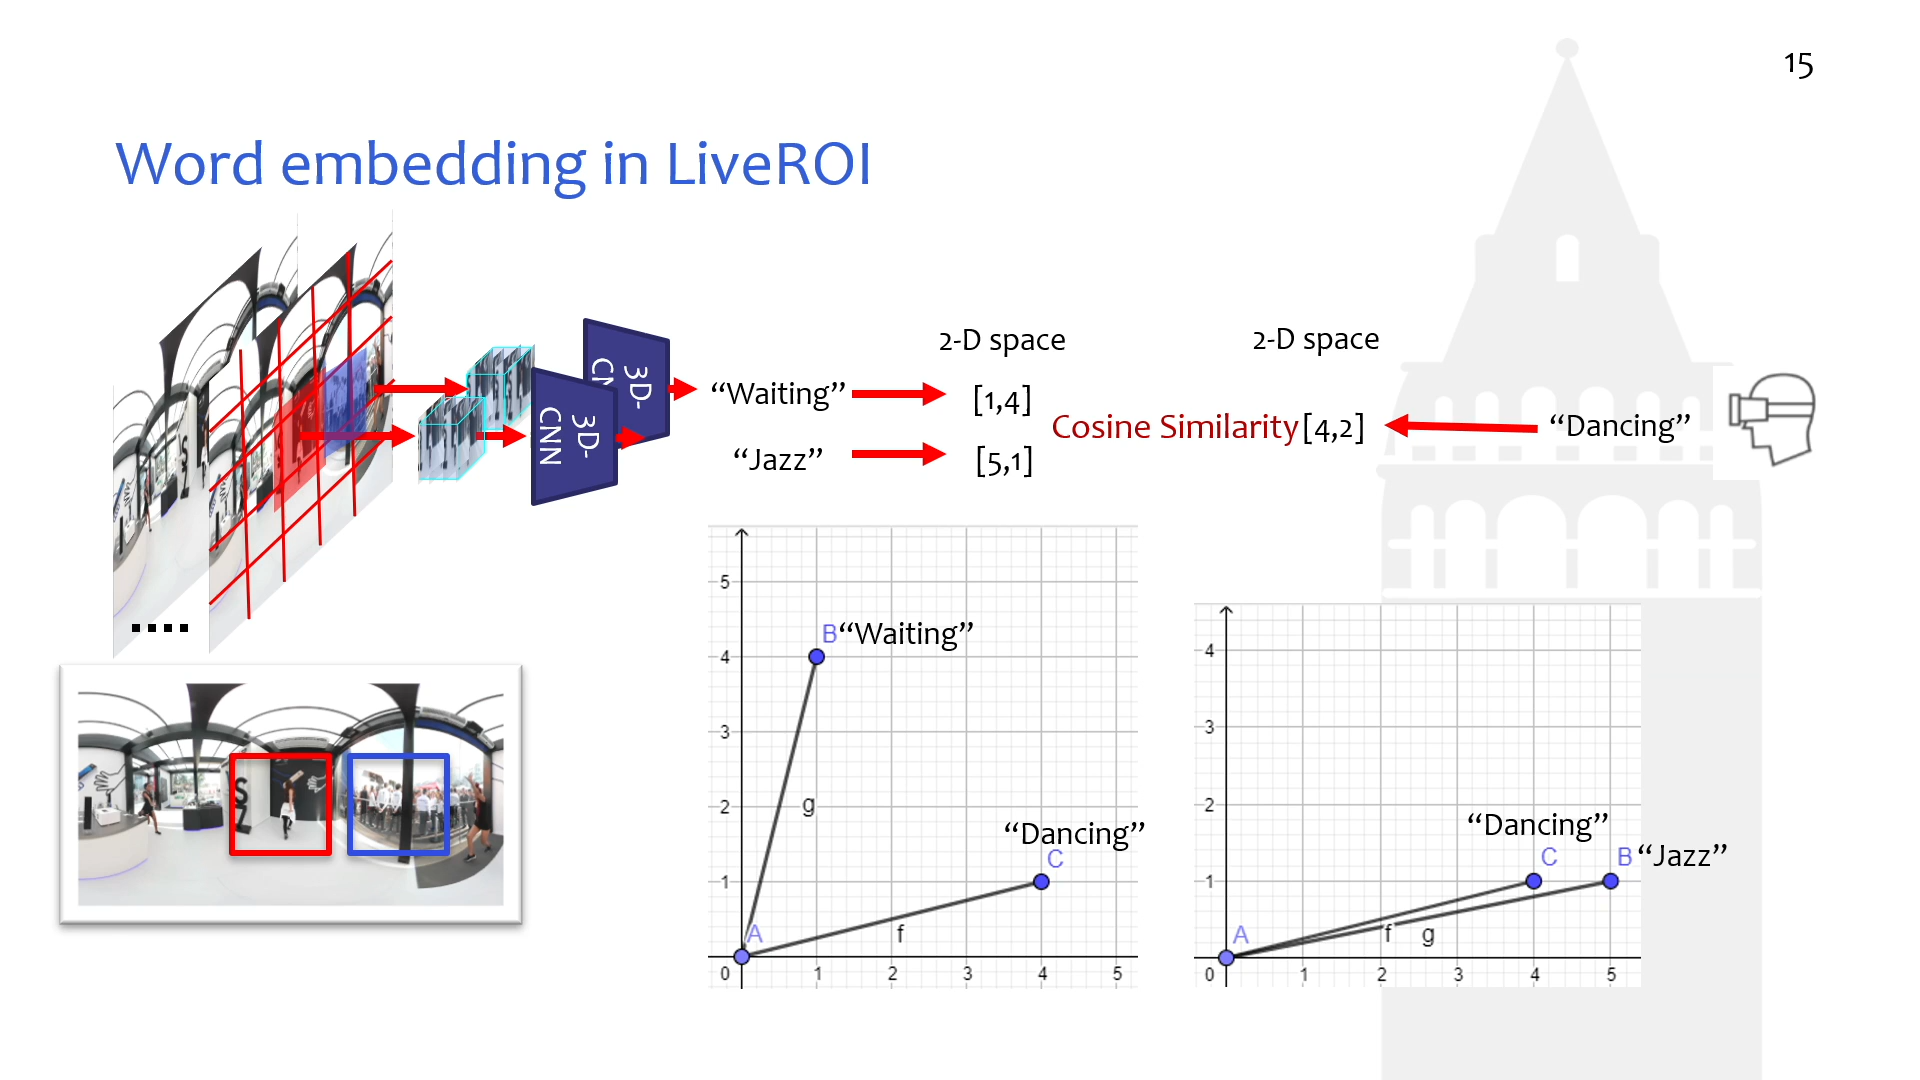 15
Word embedding in LiveROI
2-D space
2-D space
3D-
CN
3D-
CNN
“Waiting”
[1,4]
Cosine Similarity
[4,2]
“Dancing”
“Jazz”
[5,1]
5
B “Waiting”
4
3
2
g
“Dancing”
C
1
A
f
0 1 2 3 4 5
4
3
2
“Dancing”
C
B “Jazz”
1
A
f
g
0 1 2 3 4 5
S
Z